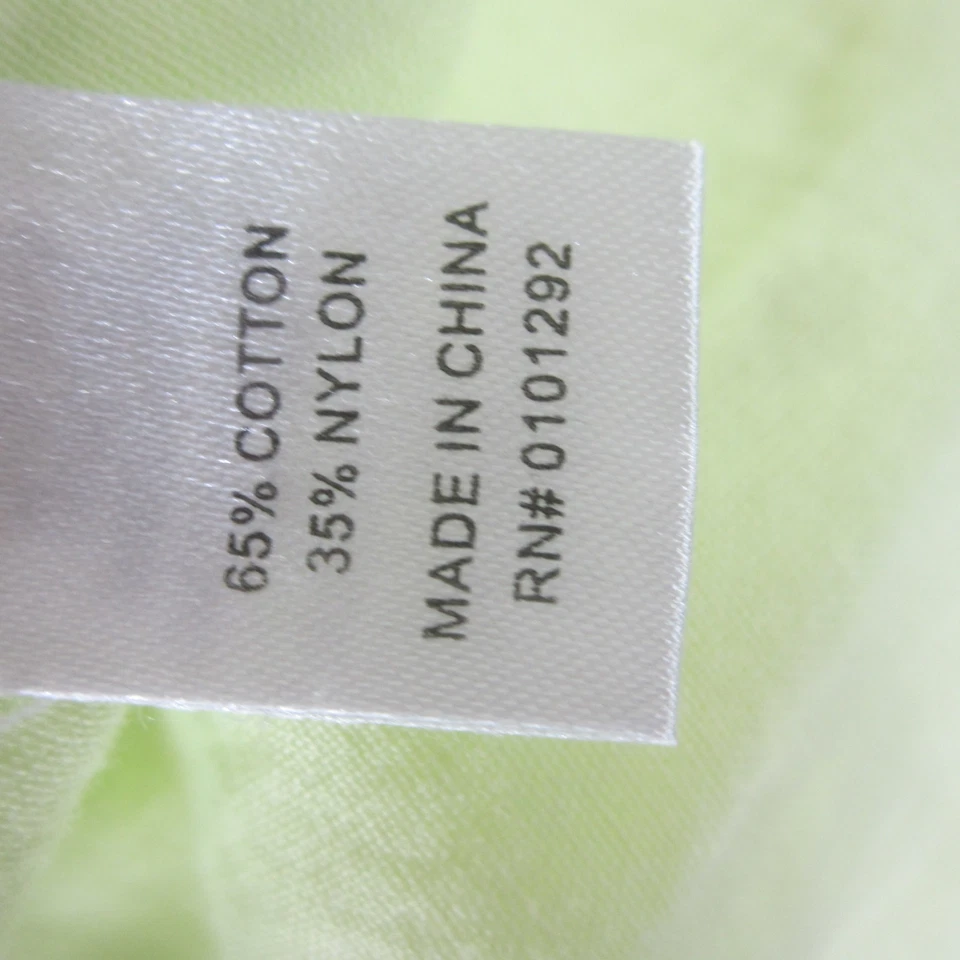 65% COTTON
35% NYLON
MADE IN CHINA
RN# 0101292